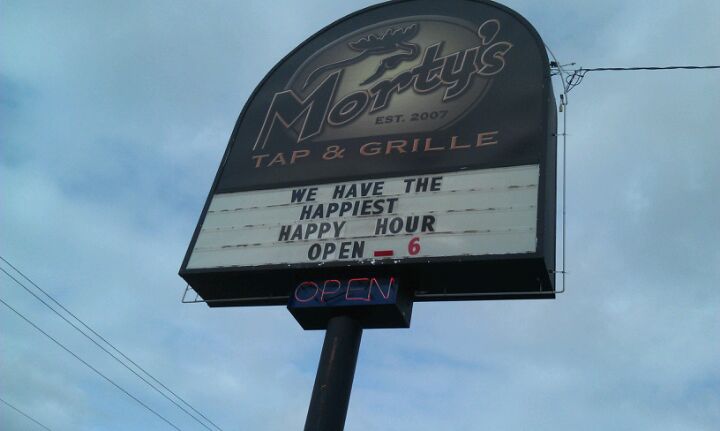 Morty's
EST. 2007
TAP & GRILLE
WE HAVE THE
HAPPIEST
HAPPY HOUR
OPEN - 6
OPEN